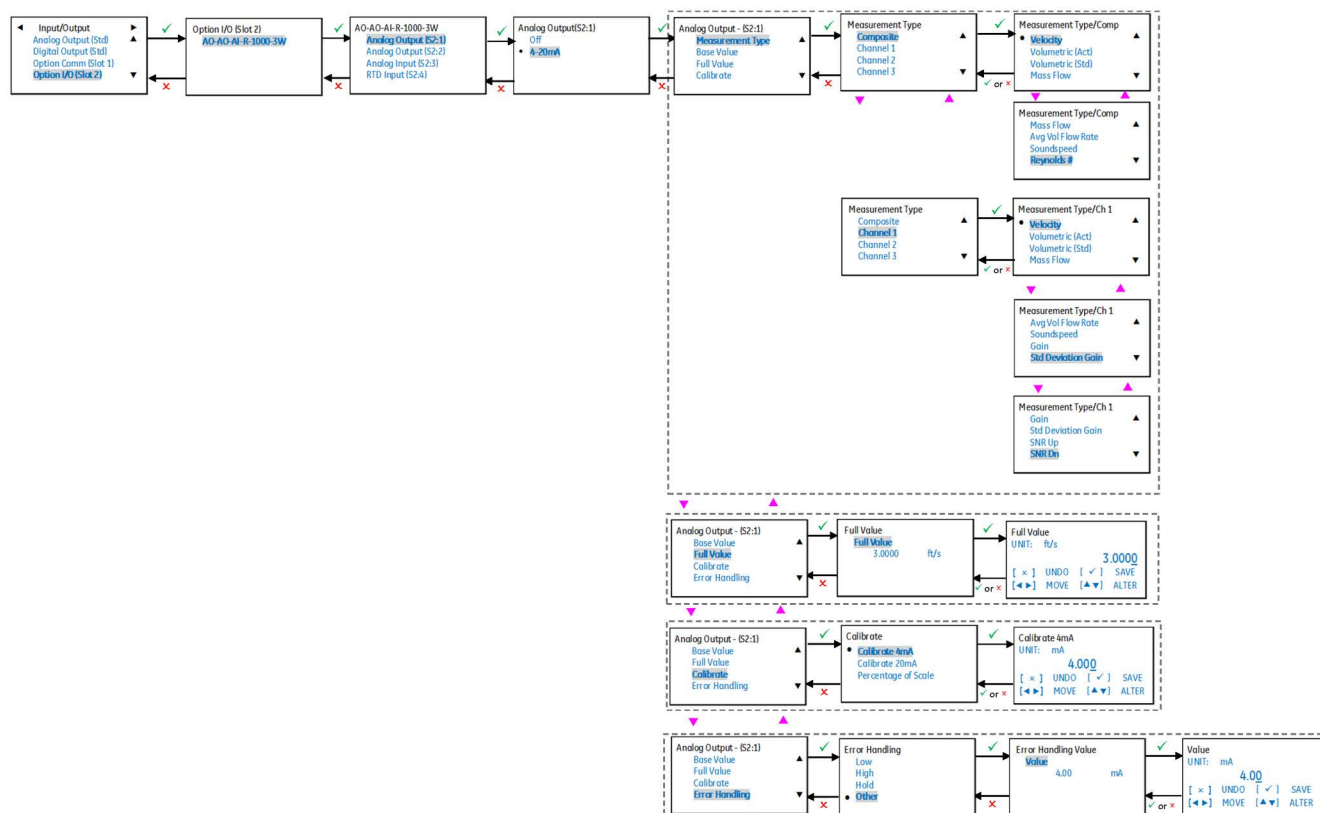 Input/Output
Analog Output (Std)
Digital Output (Std)
Option Comm (Slot 1)
Option I/O (Slot 2)
Option I/O (Slot 2)
AO-AO-AI-R-1000-3W
AO-AO-AI-R-1000-3W
Analog Output (S2:1)
Analog Output (S2:2)
Analog Input (S2:3)
RTD Input (S2:4)
Analog Output(S2:1)
Off
4-20mA
Analog Output - (S2:1)
Measurement Type
Base Value
Full Value
Calibrate
Measurement Type
Composite
Channel 1
Channel 2
Channel 3
✓ or x
Measurement Type/Comp
Velocity
Volumetric (Act)
Volumetric (Std)
Mass Flow
Measurement Type/Comp
Mass Flow
Avg Vol Flow Rate
Soundspeed
Reynolds #
Measurement Type
Composite
Channel 1
Channel 2
Channel 3
✓ or x
Measurement Type/Ch 1
Velocity
Volumetric (Act)
Volumetric (Std)
Mass Flow
Measurement Type/Ch 1
Avg Vol Flow Rate
Soundspeed
Gain
Std Deviation Gain
Measurement Type/Ch 1
Gain
Std Deviation Gain
SNR Up
SNR Dn
Analog Output - (S2:1)
Base Value
Full Value
Calibrate
Error Handling
Full Value
Full Value
3.0000 ft/s
✓ or x
Full Value
UNIT: ft/s
3.0000
[ × ] UNDO [ ✓ ] SAVE
[◄ ►] MOVE [▲▼] ALTER
Analog Output - (S2:1)
Base Value
Full Value
Calibrate
Error Handling
Calibrate
Calibrate 4mA
Calibrate 20mA
Percentage of Scale
✓ or x
Calibrate 4mA
UNIT: mA
4.000
[ × ] UNDO [ ✓ ] SAVE
[◄ ►] MOVE [▲▼] ALTER
Analog Output - (S2:1)
Base Value
Full Value
Calibrate
Error Handling
Error Handling
Low
High
Hold
Other
Error Handling Value
Value
4.00 mA
✓ or x
Value
UNIT: mA
4.00
[ × ] UNDO [ ✓ ] SAVE
[◄ ►] MOVE [▲▼] ALTER